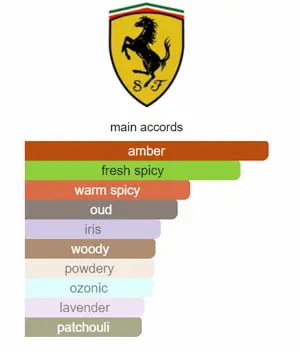 S F
main accords
amber
fresh spicy
warm spicy
oud
iris
woody
powdery
ozonic
lavender
patchouli